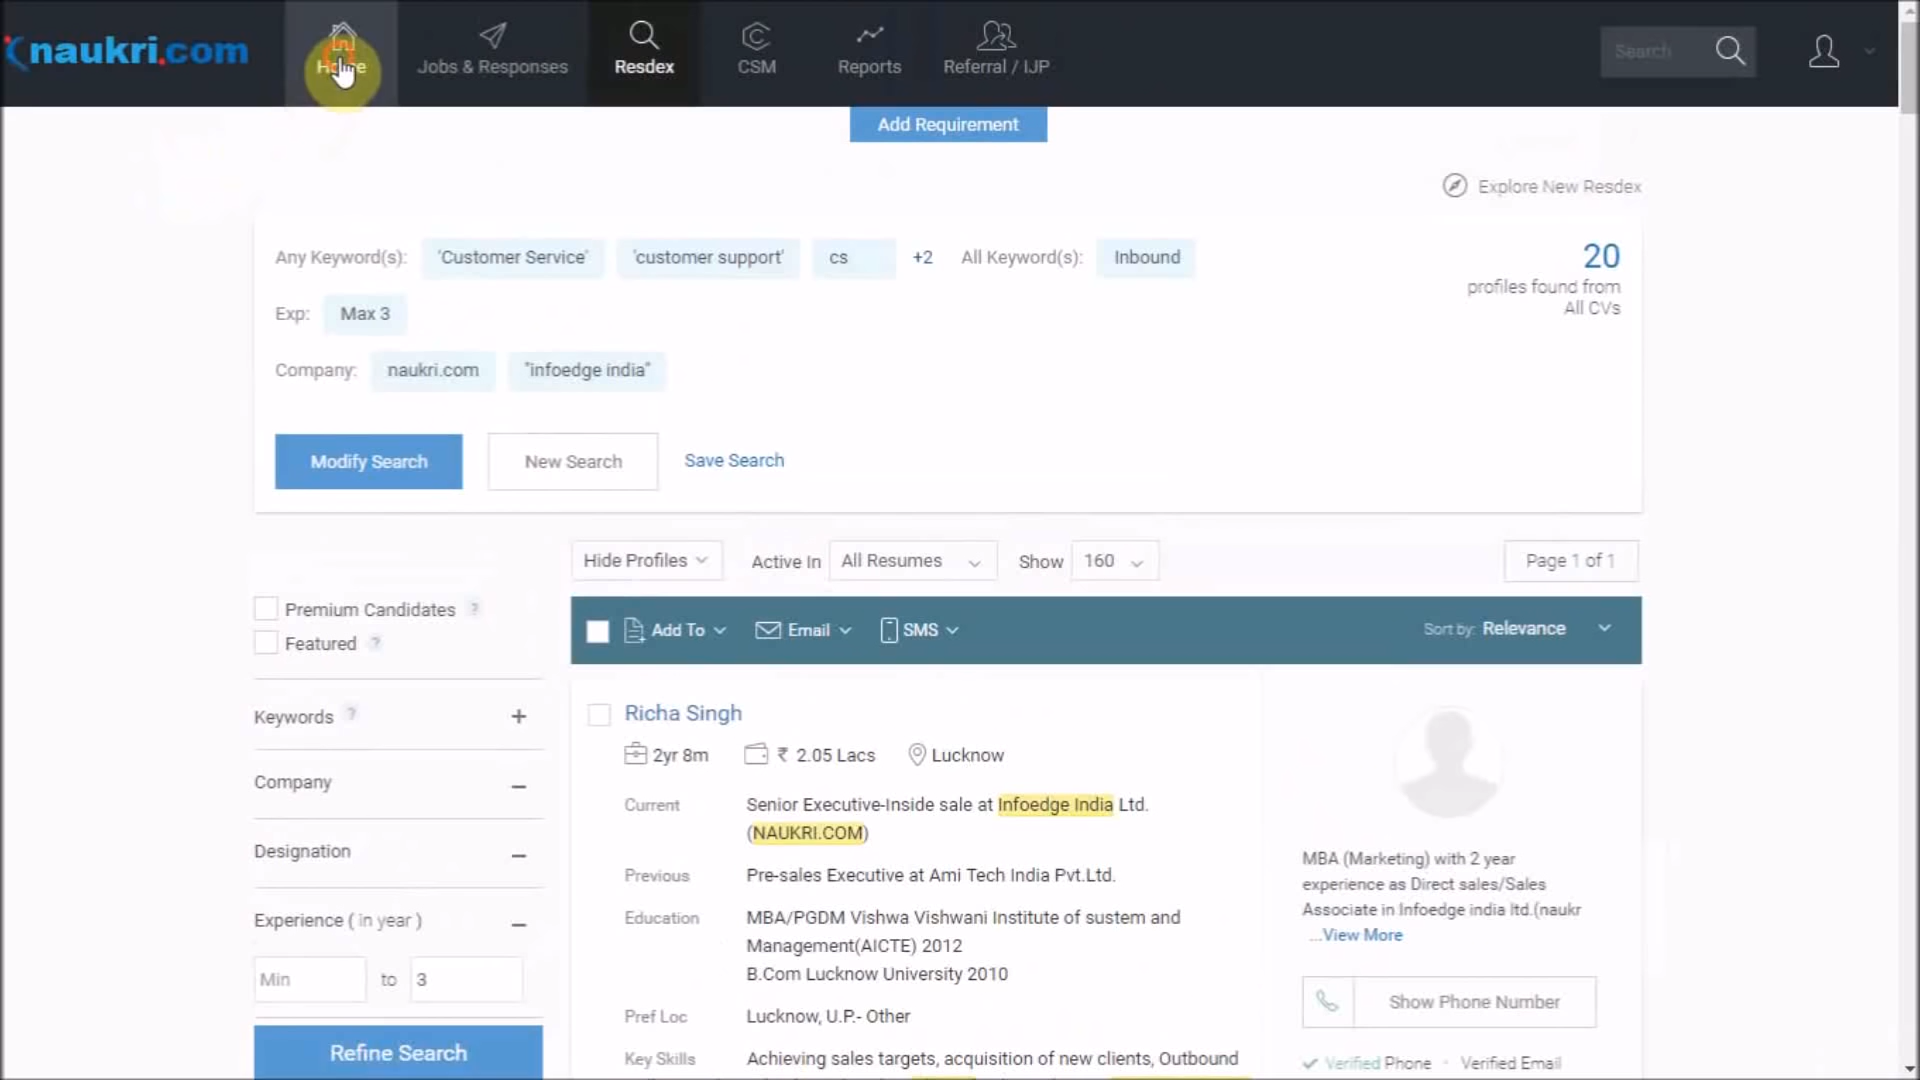 naukri.com
Home
Jobs & Responses
Resdex
CSM
Reports
Referral / IJP
Search
Add Requirement
Explore New Resdex
Any Keyword(s): 'Customer Service' 'customer support' cs +2 All Keyword(s): Inbound
20
profiles found from
All CVs
Exp: Max 3
Company: naukri.com "infoedge india"
Modify Search New Search Save Search
Hide Profiles Active In All Resumes Show 160 Page 1 of 1
Premium Candidates ?
Featured ?
Keywords ? +
Company
Designation
Experience ( in year )
Min to 3
Refine Search
Add To Email SMS Sort by: Relevance
Richa Singh
2yr 8m ₹ 2.05 Lacs Lucknow
Current Senior Executive-Inside sale at Infoedge India Ltd.
(NAUKRI.COM)
Previous Pre-sales Executive at Ami Tech India Pvt.Ltd.
Education MBA/PGDM Vishwa Vishwani Institute of sustem and
Management(AICTE) 2012
B.Com Lucknow University 2010
Pref Loc Lucknow, U.P.- Other
Key Skills Achieving sales targets, acquisition of new clients, Outbound
MBA (Marketing) with 2 year
experience as Direct sales/Sales
Associate in Infoedge india ltd.(naukr
...View More
Show Phone Number
Verified Phone Verified Email